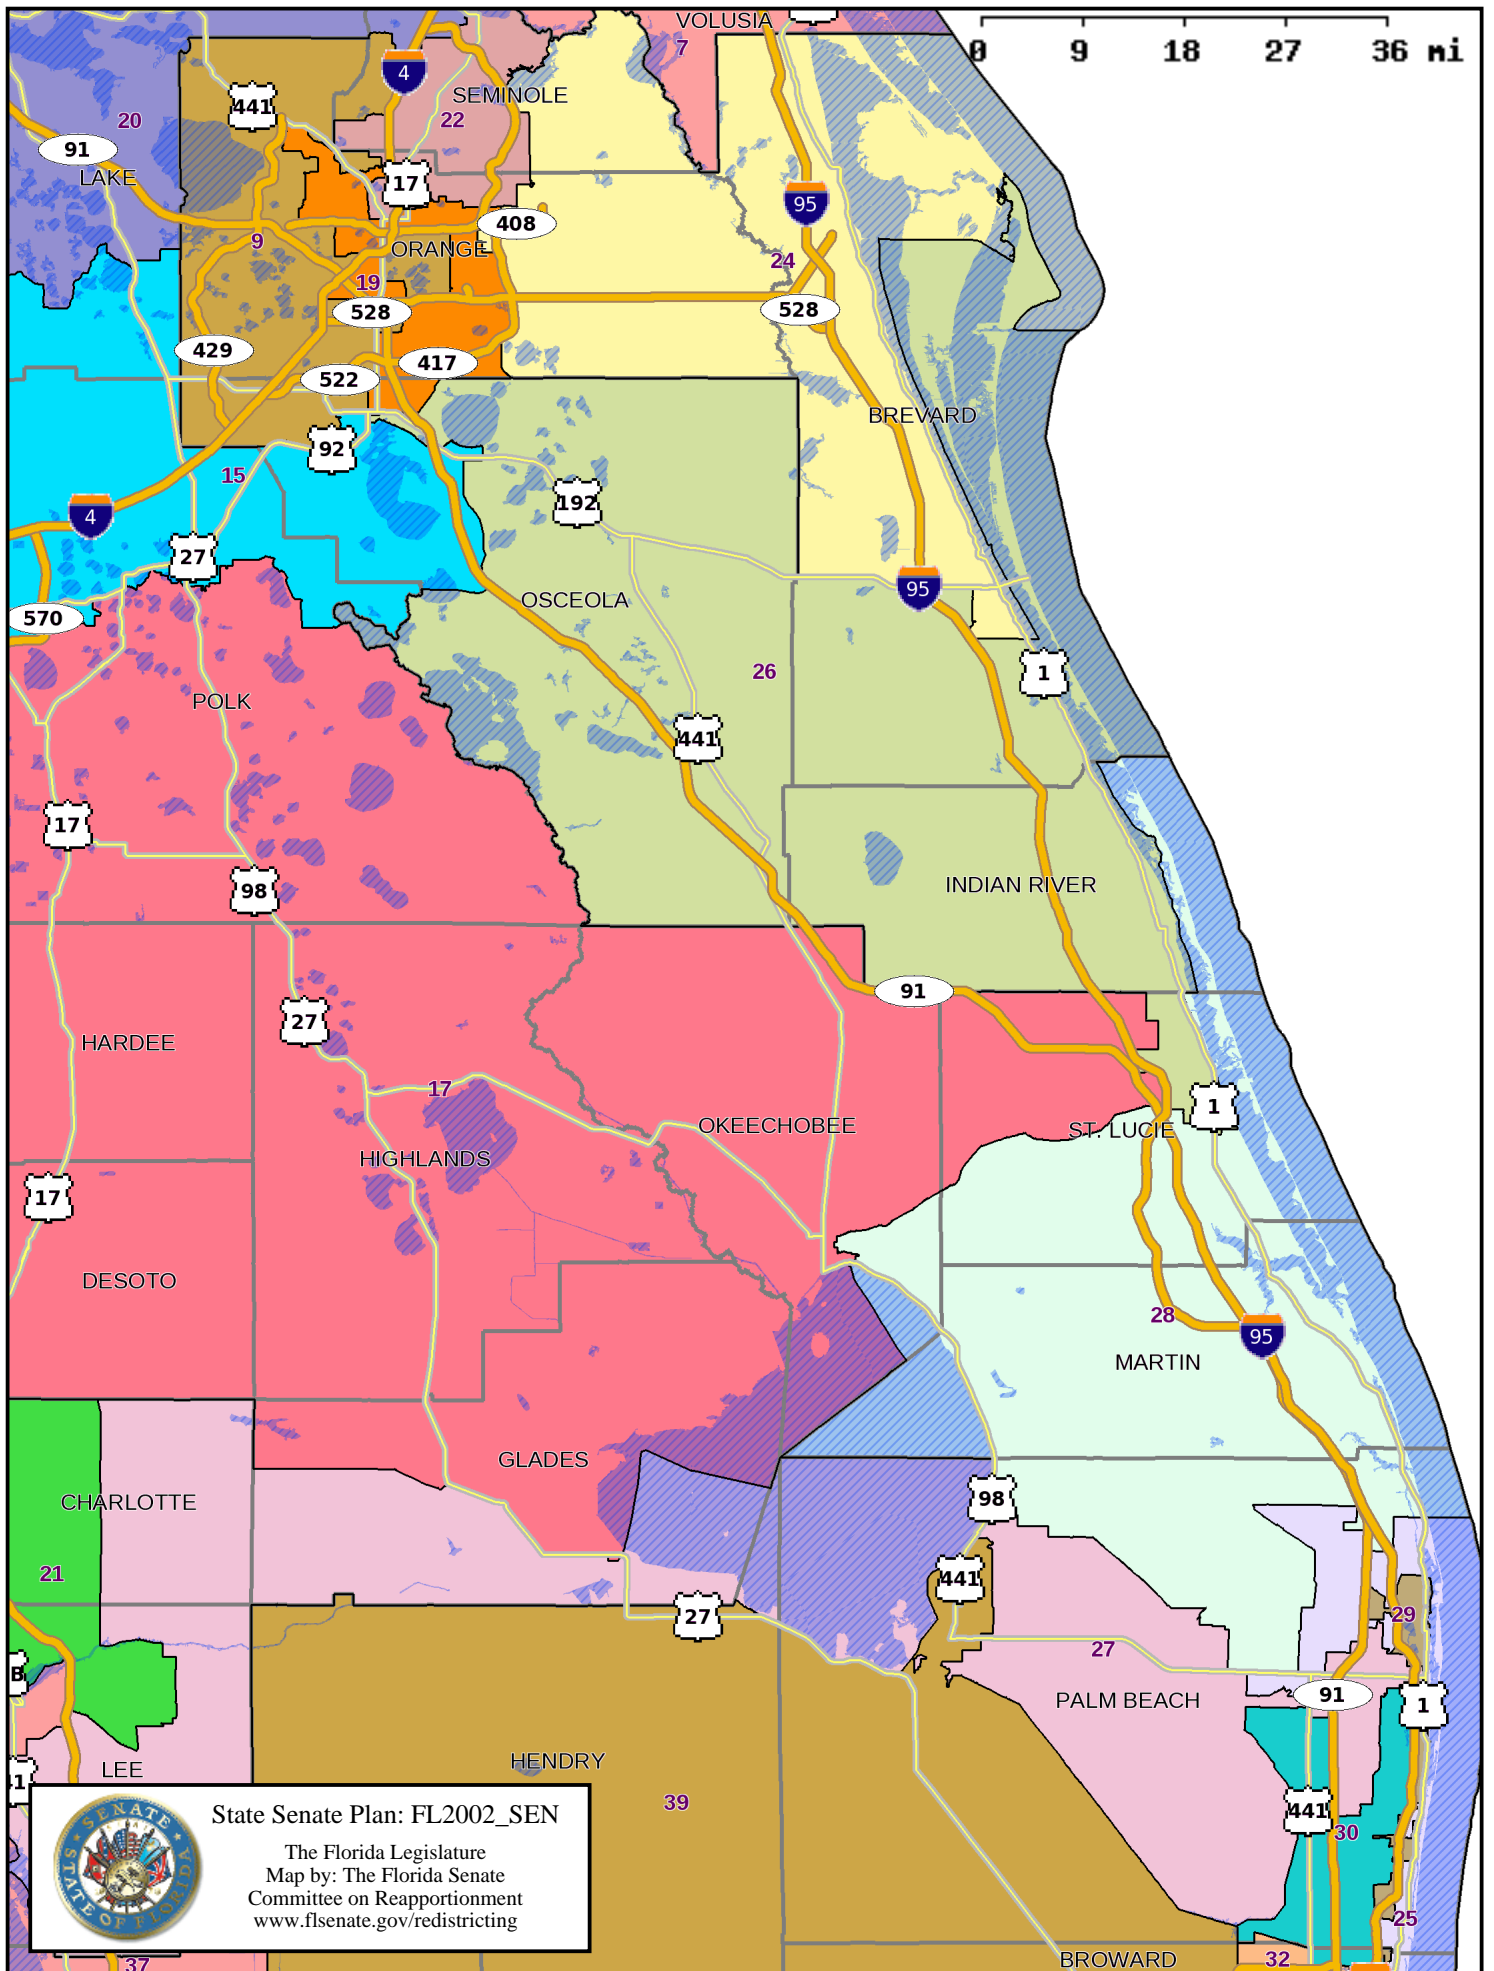 VOLUSIA
7
0 9 18 27 36 mi
4
441
SEMINOLE
20
22
91
LAKE
17
95
408
9
ORANGE
24
19
528
528
429
417
522
BREVARD
92
15
192
4
27
95
570
OSCEOLA
26
1
POLK
441
17
98
INDIAN RIVER
91
27
HARDEE
17
1
OKEECHOBEE
ST. LUCIE
HIGHLANDS
17
DESOTO
28
95
MARTIN
GLADES
98
CHARLOTTE
21
441
29
27
27
B
PALM BEACH
91
1
HENDRY
LEE
41
39
441
30
State Senate Plan: FL2002_SEN
The Florida Legislature
Map by: The Florida Senate
Committee on Reapportionment
www.flsenate.gov/redistricting
SENATE
STATE OF FLORIDA
25
BROWARD
32
37